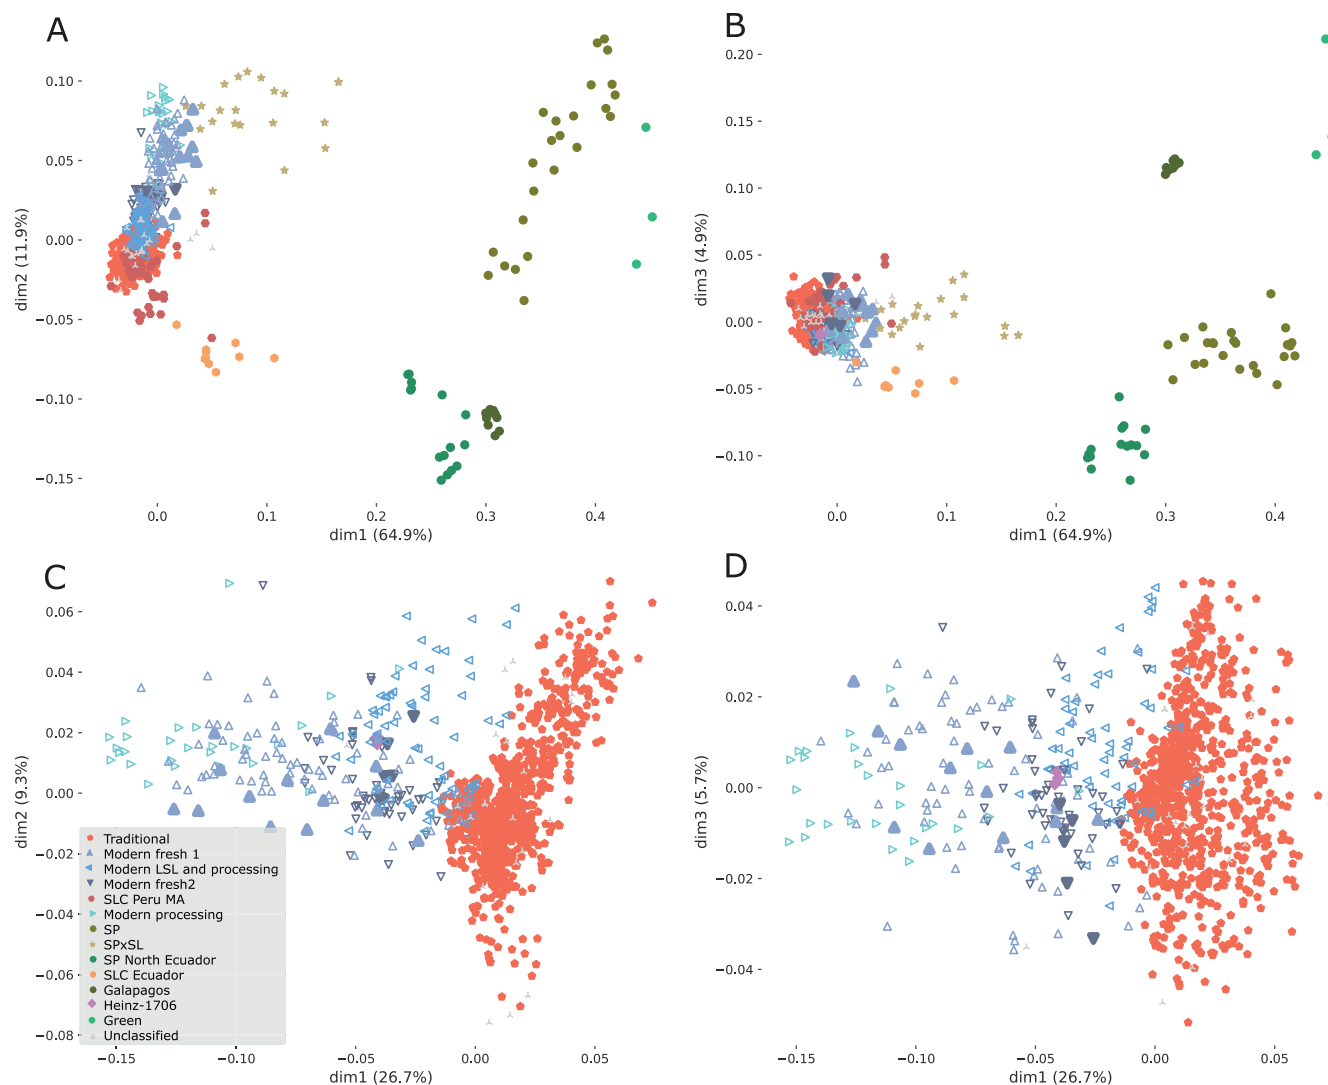 A
0.10
0.05
0.00
−0.05
−0.10
−0.15
dim2 (11.9%)
0.0
0.1
0.2
0.3
0.4
dim1 (64.9%)
B
0.20
0.15
0.10
0.05
0.00
−0.05
−0.10
dim3 (4.9%)
0.0
0.1
0.2
0.3
0.4
dim1 (64.9%)
C
0.06
0.04
0.02
0.00
−0.02
−0.04
−0.06
−0.08
dim2 (9.3%)
Traditional
Modern fresh 1
Modern LSL and processing
Modern fresh2
SLC Peru MA
Modern processing
SP
SPxSL
SP North Ecuador
SLC Ecuador
Galapagos
Heinz-1706
Green
Unclassified
−0.15
−0.10
−0.05
0.00
0.05
dim1 (26.7%)
D
0.04
0.02
0.00
−0.02
−0.04
dim3 (5.7%)
−0.15
−0.10
−0.05
0.00
0.05
dim1 (26.7%)